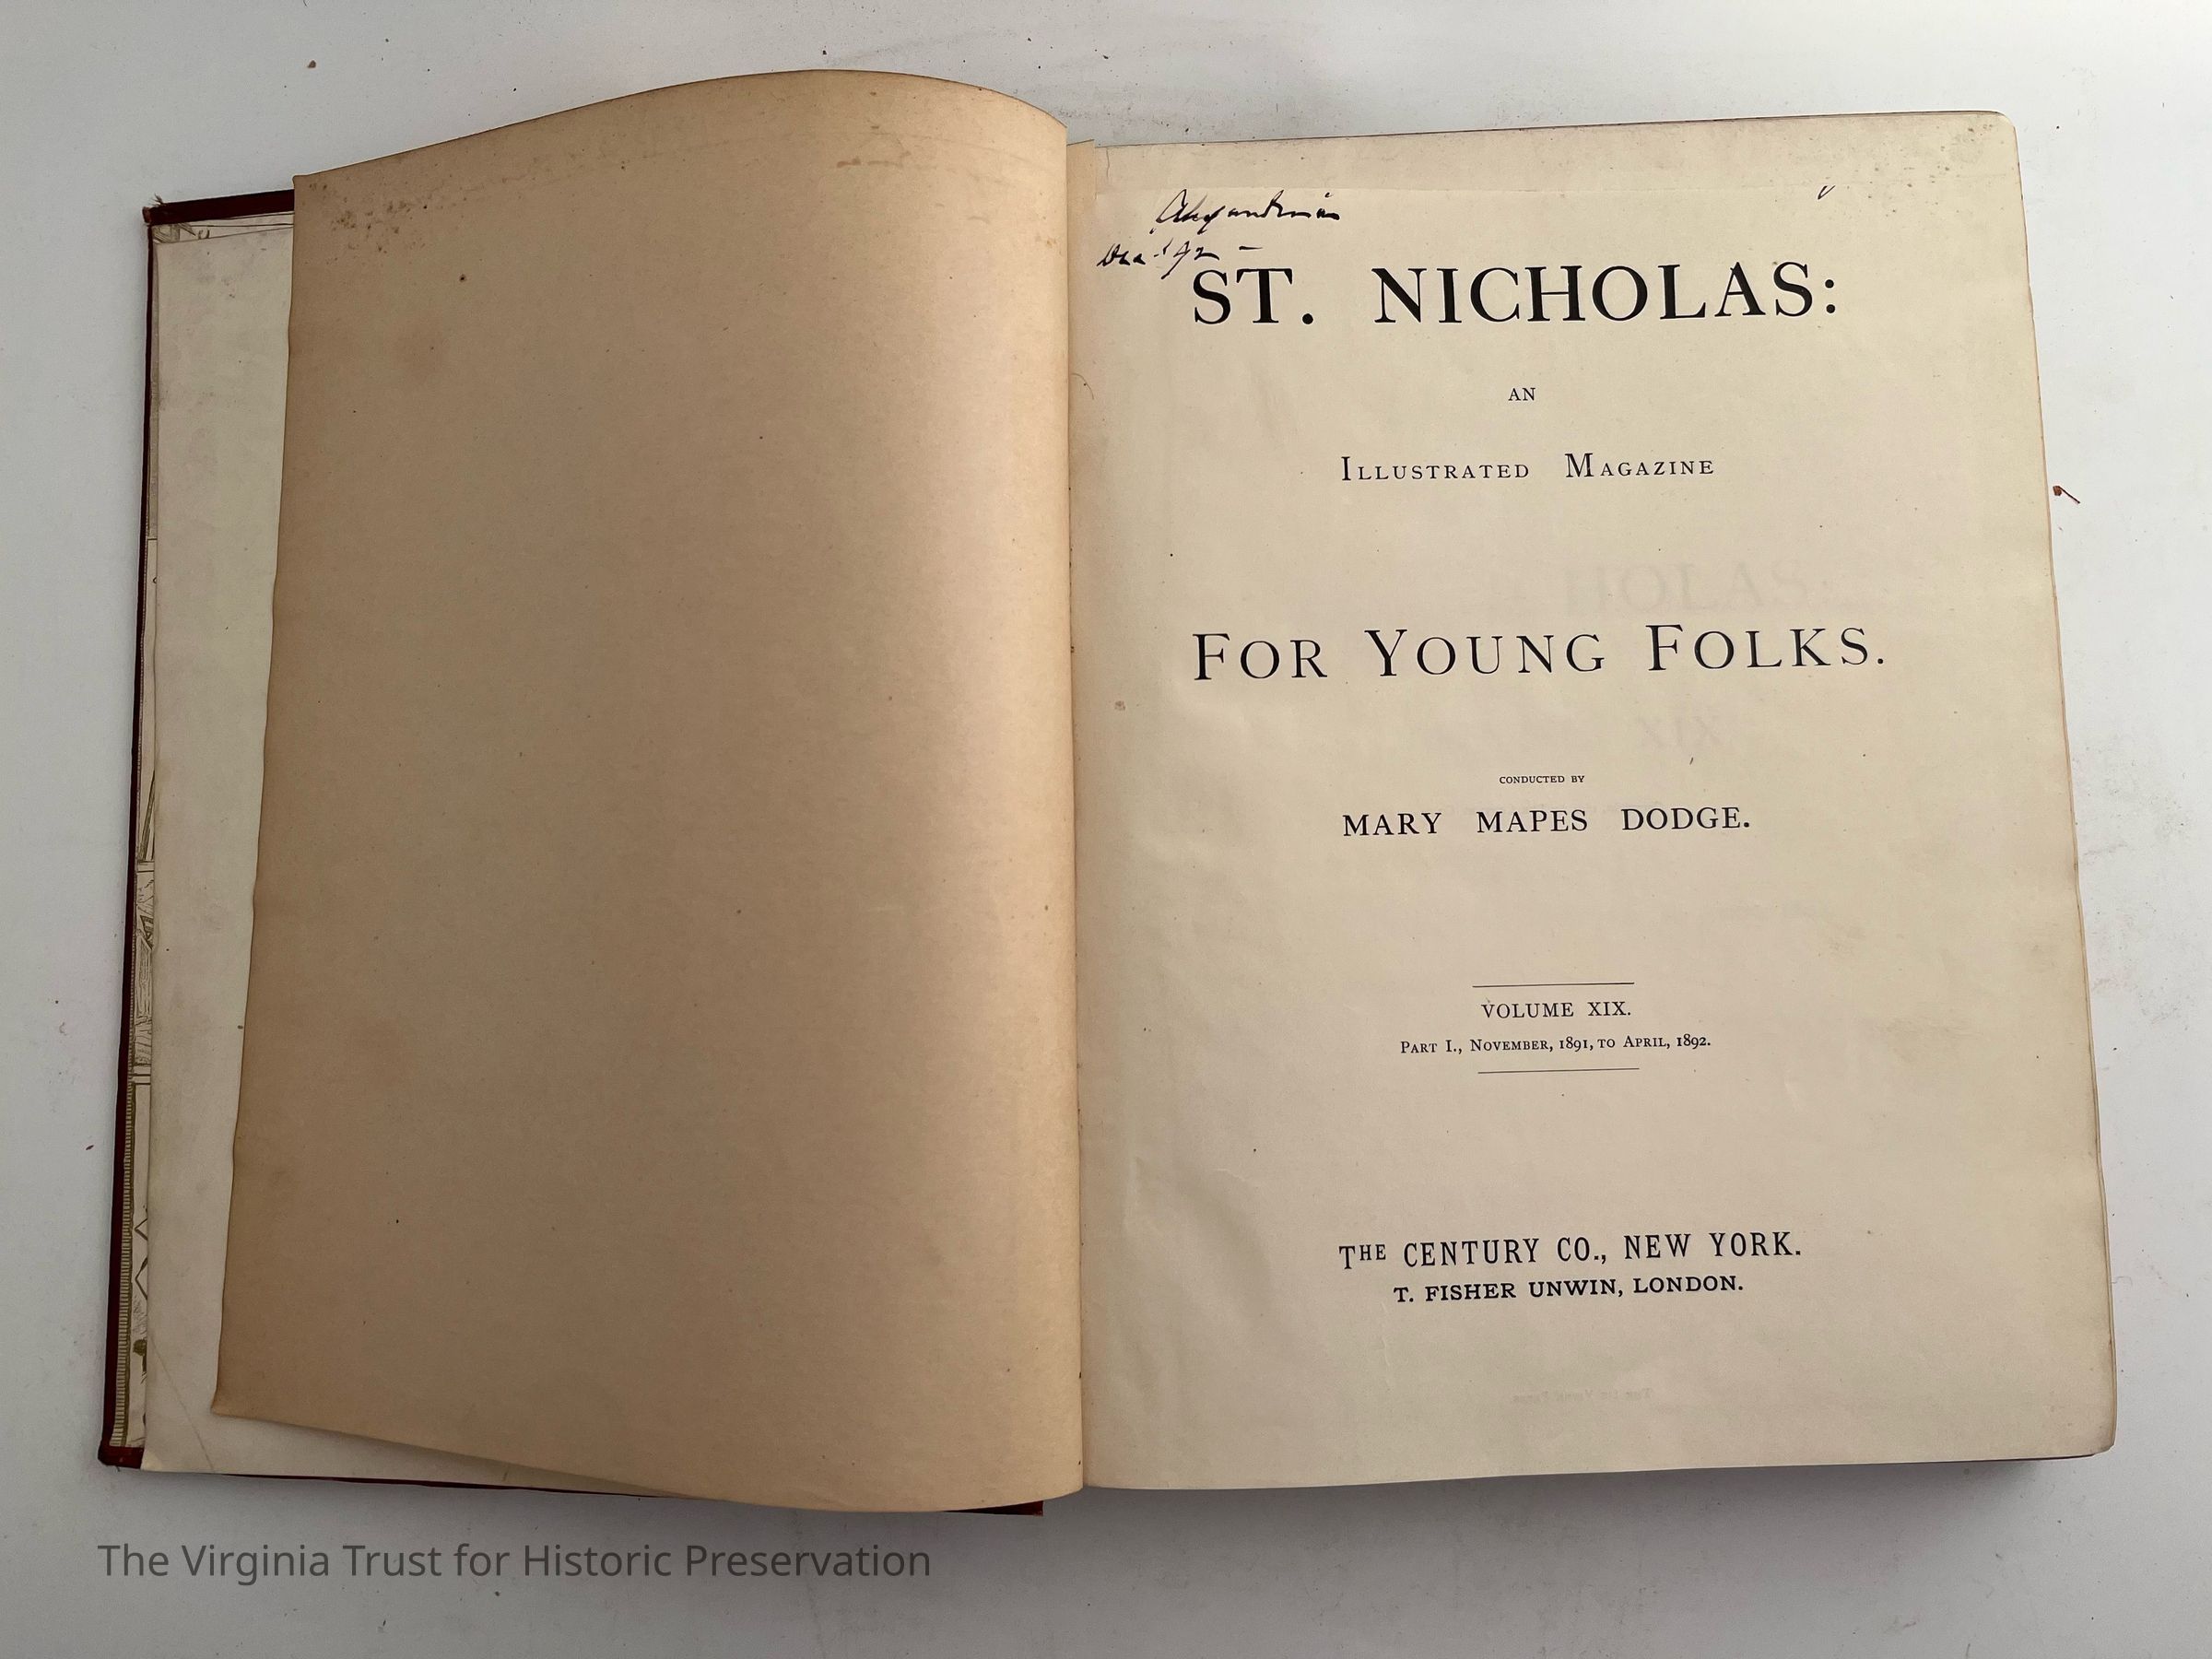 ST. NICHOLAS:
AN
ILLUSTRATED MAGAZINE
FOR YOUNG FOLKS.
CONDUCTED BY
MARY MAPES DODGE.
VOLUME XIX.
PART I., NOVEMBER, 1891, TO APRIL, 1892.
THE CENTURY CO., NEW YORK.
T. FISHER UNWIN, LONDON.
The Virginia Trust for Historic Preservation